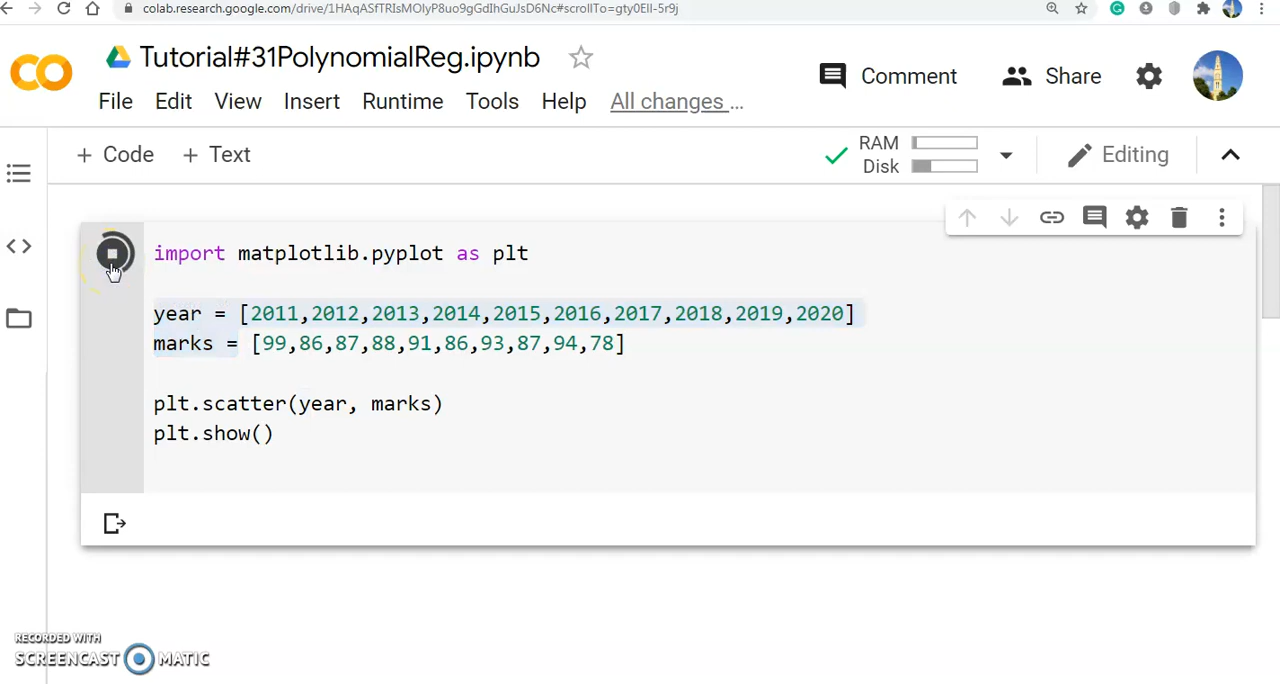 colab.research.google.com/drive/1HAqASfTRIsMOIyP8uo9gGdIhGuJsD6Nc#scrollTo=gty0EIl-5r9j
Tutorial#31PolynomialReg.ipynb
Comment
Share
File Edit View Insert Runtime Tools Help All changes …
+ Code + Text
RAM
Disk
Editing
import matplotlib.pyplot as plt
year = [2011,2012,2013,2014,2015,2016,2017,2018,2019,2020]
marks = [99,86,87,88,91,86,93,87,94,78]
plt.scatter(year, marks)
plt.show()
RECORDED WITH
SCREENCAST MATIC